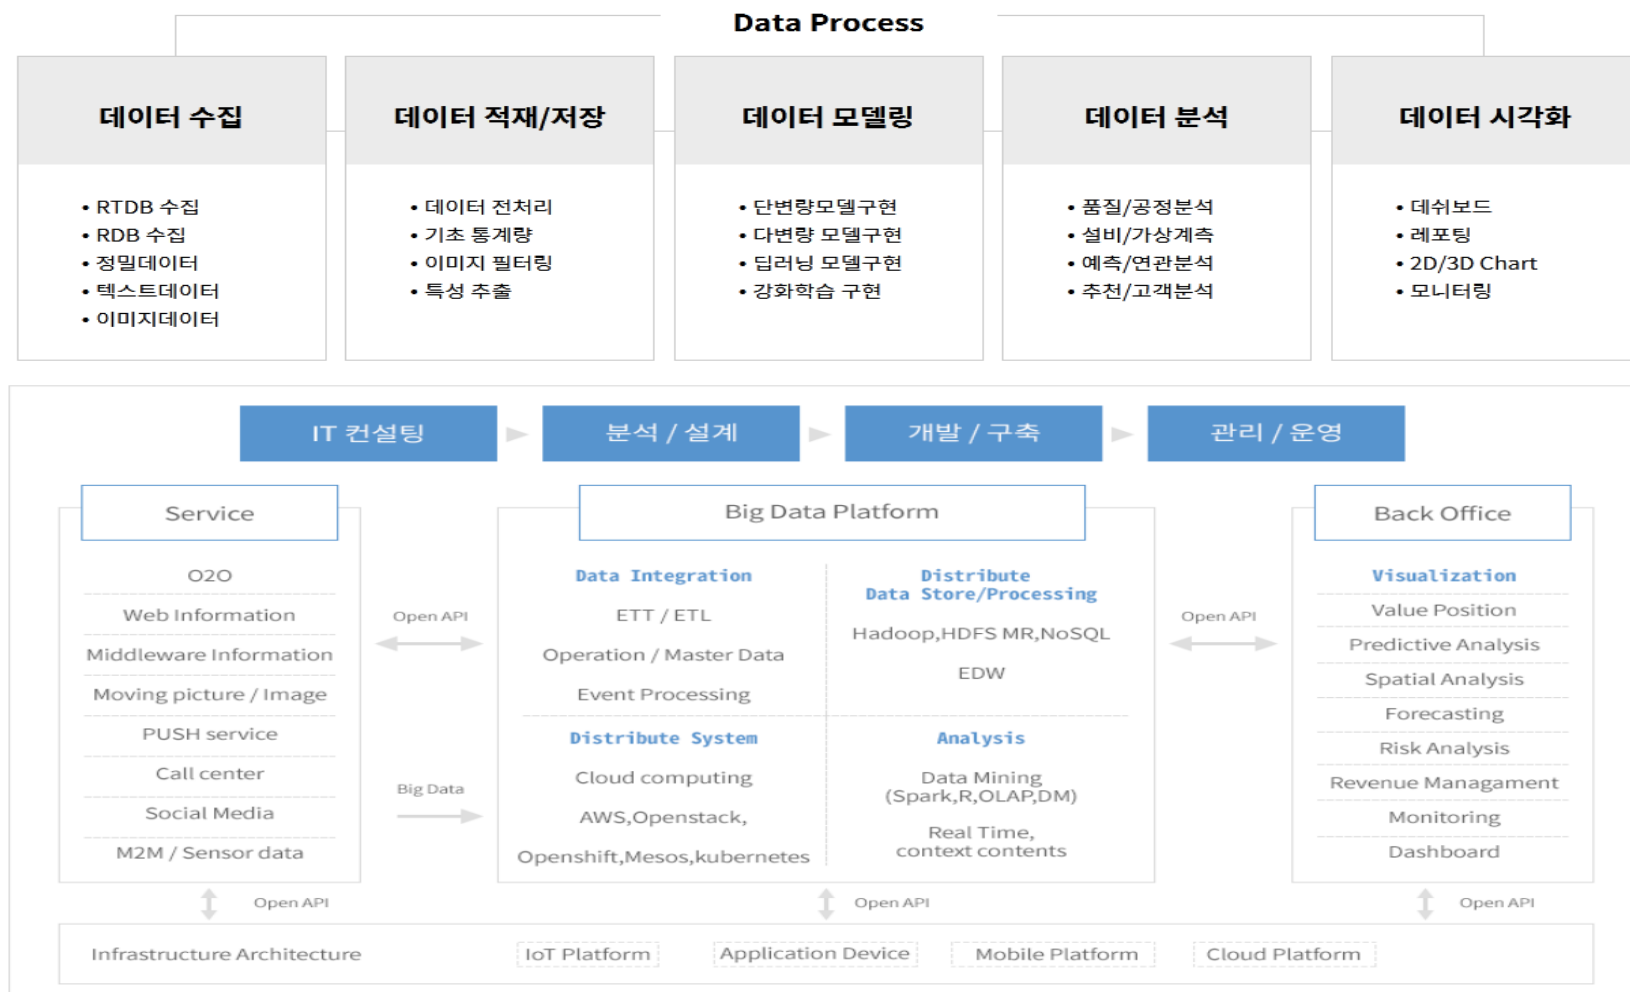 Data Process
데이터 수집
• RTDB 수집
• RDB 수집
• 정밀데이터
• 텍스트데이터
• 이미지데이터
데이터 적재/저장
• 데이터 전처리
• 기초 통계량
• 이미지 필터링
• 특성 추출
데이터 모델링
• 단변량모델구현
• 다변량 모델구현
• 딥러닝 모델구현
• 강화학습 구현
데이터 분석
• 품질/공정분석
• 설비/가상계측
• 예측/연관분석
• 추천/고객분석
데이터 시각화
• 데쉬보드
• 레포팅
• 2D/3D Chart
• 모니터링
IT 컨설팅
분석 / 설계
개발 / 구축
관리 / 운영
Service
O2O
Web Information
Middleware Information
Moving picture / Image
PUSH service
Call center
Social Media
M2M / Sensor data
Open API
Big Data
Big Data Platform
Data Integration
ETT / ETL
Operation / Master Data
Event Processing
Distribute
Data Store/Processing
Hadoop,HDFS MR,NoSQL
EDW
Distribute System
Cloud computing
AWS,Openstack,
Openshift,Mesos,kubernetes
Analysis
Data Mining
(Spark,R,OLAP,DM)
Real Time,
context contents
Open API
Back Office
Visualization
Value Position
Predictive Analysis
Spatial Analysis
Forecasting
Risk Analysis
Revenue Managament
Monitoring
Dashboard
Open API
Open API
Open API
Infrastructure Architecture
IoT Platform
Application Device
Mobile Platform
Cloud Platform